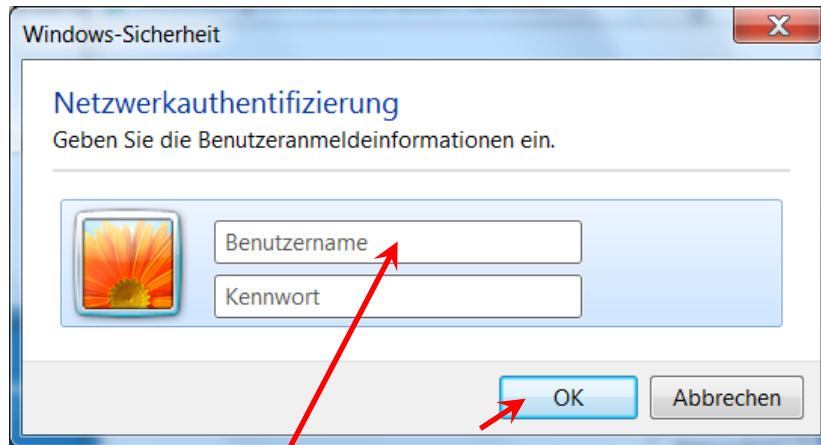 Windows-Sicherheit
Netzwerkauthentifizierung
Geben Sie die Benutzeranmeldeinformationen ein.
Benutzername
Kennwort
OK
Abbrechen